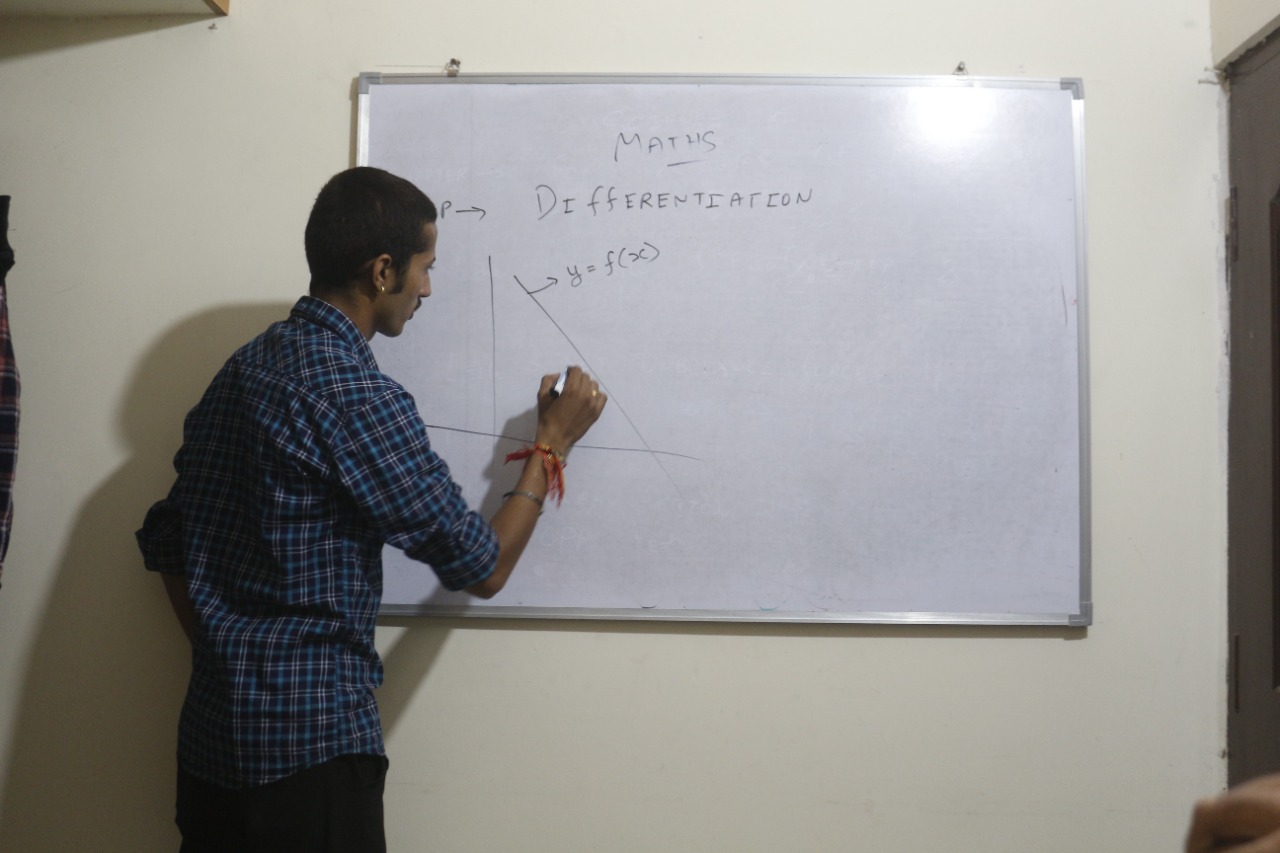 MATHS
P → DIffERENTIATION
y = f(x)